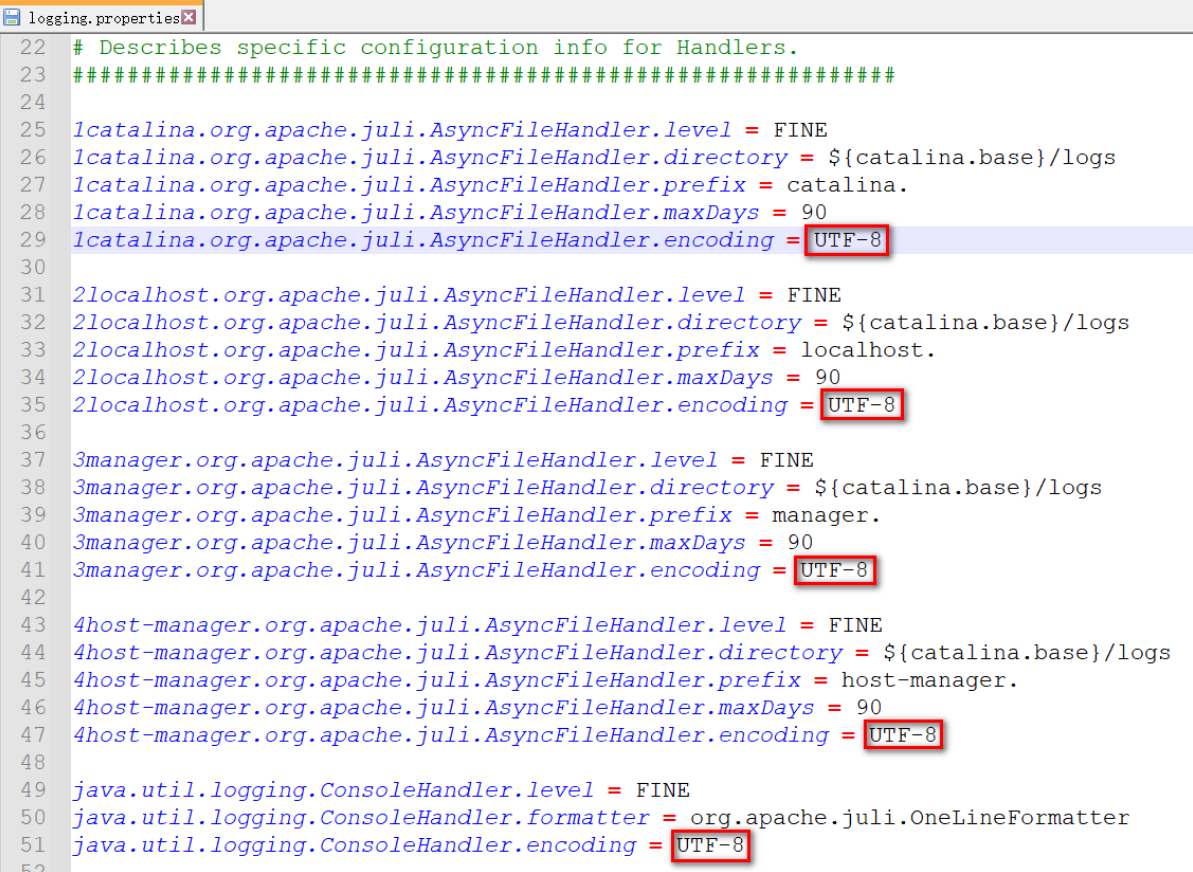 logging.properties
22 # Describes specific configuration info for Handlers.
23 ############################################################
24
25 1catalina.org.apache.juli.AsyncFileHandler.level = FINE
26 1catalina.org.apache.juli.AsyncFileHandler.directory = ${catalina.base}/logs
27 1catalina.org.apache.juli.AsyncFileHandler.prefix = catalina.
28 1catalina.org.apache.juli.AsyncFileHandler.maxDays = 90
29 1catalina.org.apache.juli.AsyncFileHandler.encoding = UTF-8
30
31 2localhost.org.apache.juli.AsyncFileHandler.level = FINE
32 2localhost.org.apache.juli.AsyncFileHandler.directory = ${catalina.base}/logs
33 2localhost.org.apache.juli.AsyncFileHandler.prefix = localhost.
34 2localhost.org.apache.juli.AsyncFileHandler.maxDays = 90
35 2localhost.org.apache.juli.AsyncFileHandler.encoding = UTF-8
36
37 3manager.org.apache.juli.AsyncFileHandler.level = FINE
38 3manager.org.apache.juli.AsyncFileHandler.directory = ${catalina.base}/logs
39 3manager.org.apache.juli.AsyncFileHandler.prefix = manager.
40 3manager.org.apache.juli.AsyncFileHandler.maxDays = 90
41 3manager.org.apache.juli.AsyncFileHandler.encoding = UTF-8
42
43 4host-manager.org.apache.juli.AsyncFileHandler.level = FINE
44 4host-manager.org.apache.juli.AsyncFileHandler.directory = ${catalina.base}/logs
45 4host-manager.org.apache.juli.AsyncFileHandler.prefix = host-manager.
46 4host-manager.org.apache.juli.AsyncFileHandler.maxDays = 90
47 4host-manager.org.apache.juli.AsyncFileHandler.encoding = UTF-8
48
49 java.util.logging.ConsoleHandler.level = FINE
50 java.util.logging.ConsoleHandler.formatter = org.apache.juli.OneLineFormatter
51 java.util.logging.ConsoleHandler.encoding = UTF-8
52